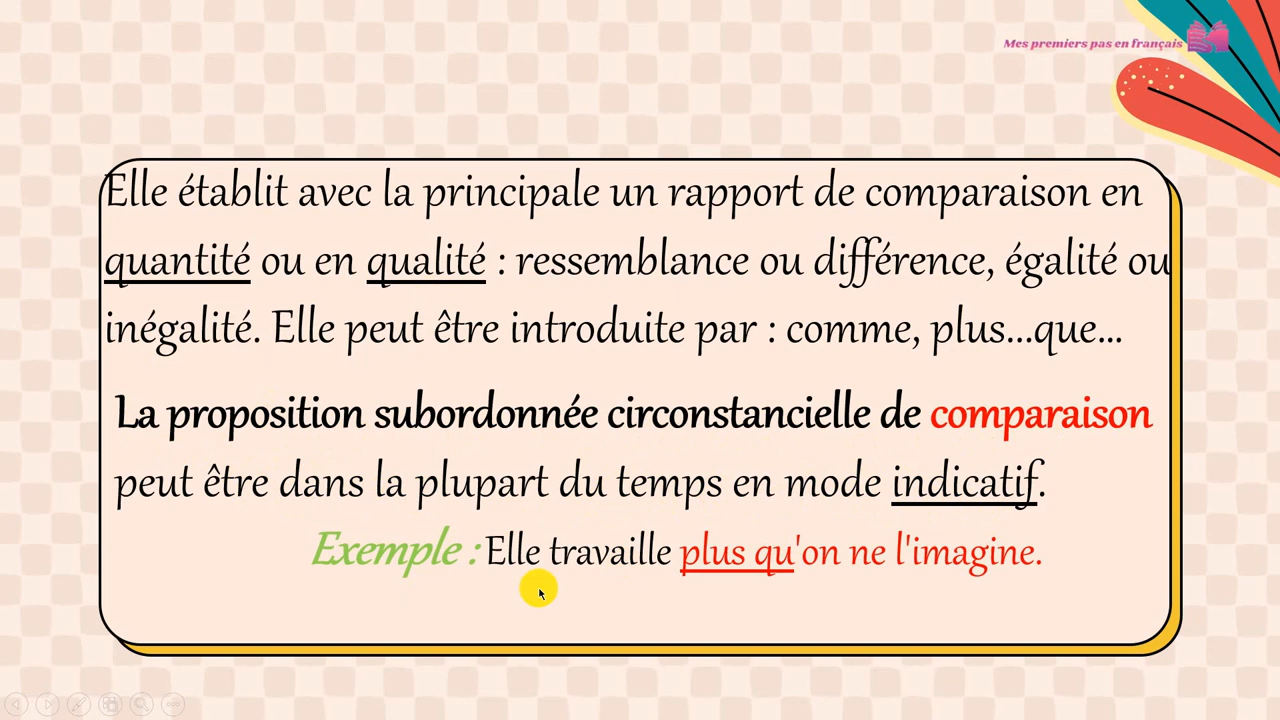 Mes premiers pas en français
Elle établit avec la principale un rapport de comparaison en
quantité ou en qualité : ressemblance ou différence, égalité ou
inégalité. Elle peut être introduite par : comme, plus...que...
La proposition subordonnée circonstancielle de comparaison
peut être dans la plupart du temps en mode indicatif.
Exemple : Elle travaille plus qu'on ne l'imagine.